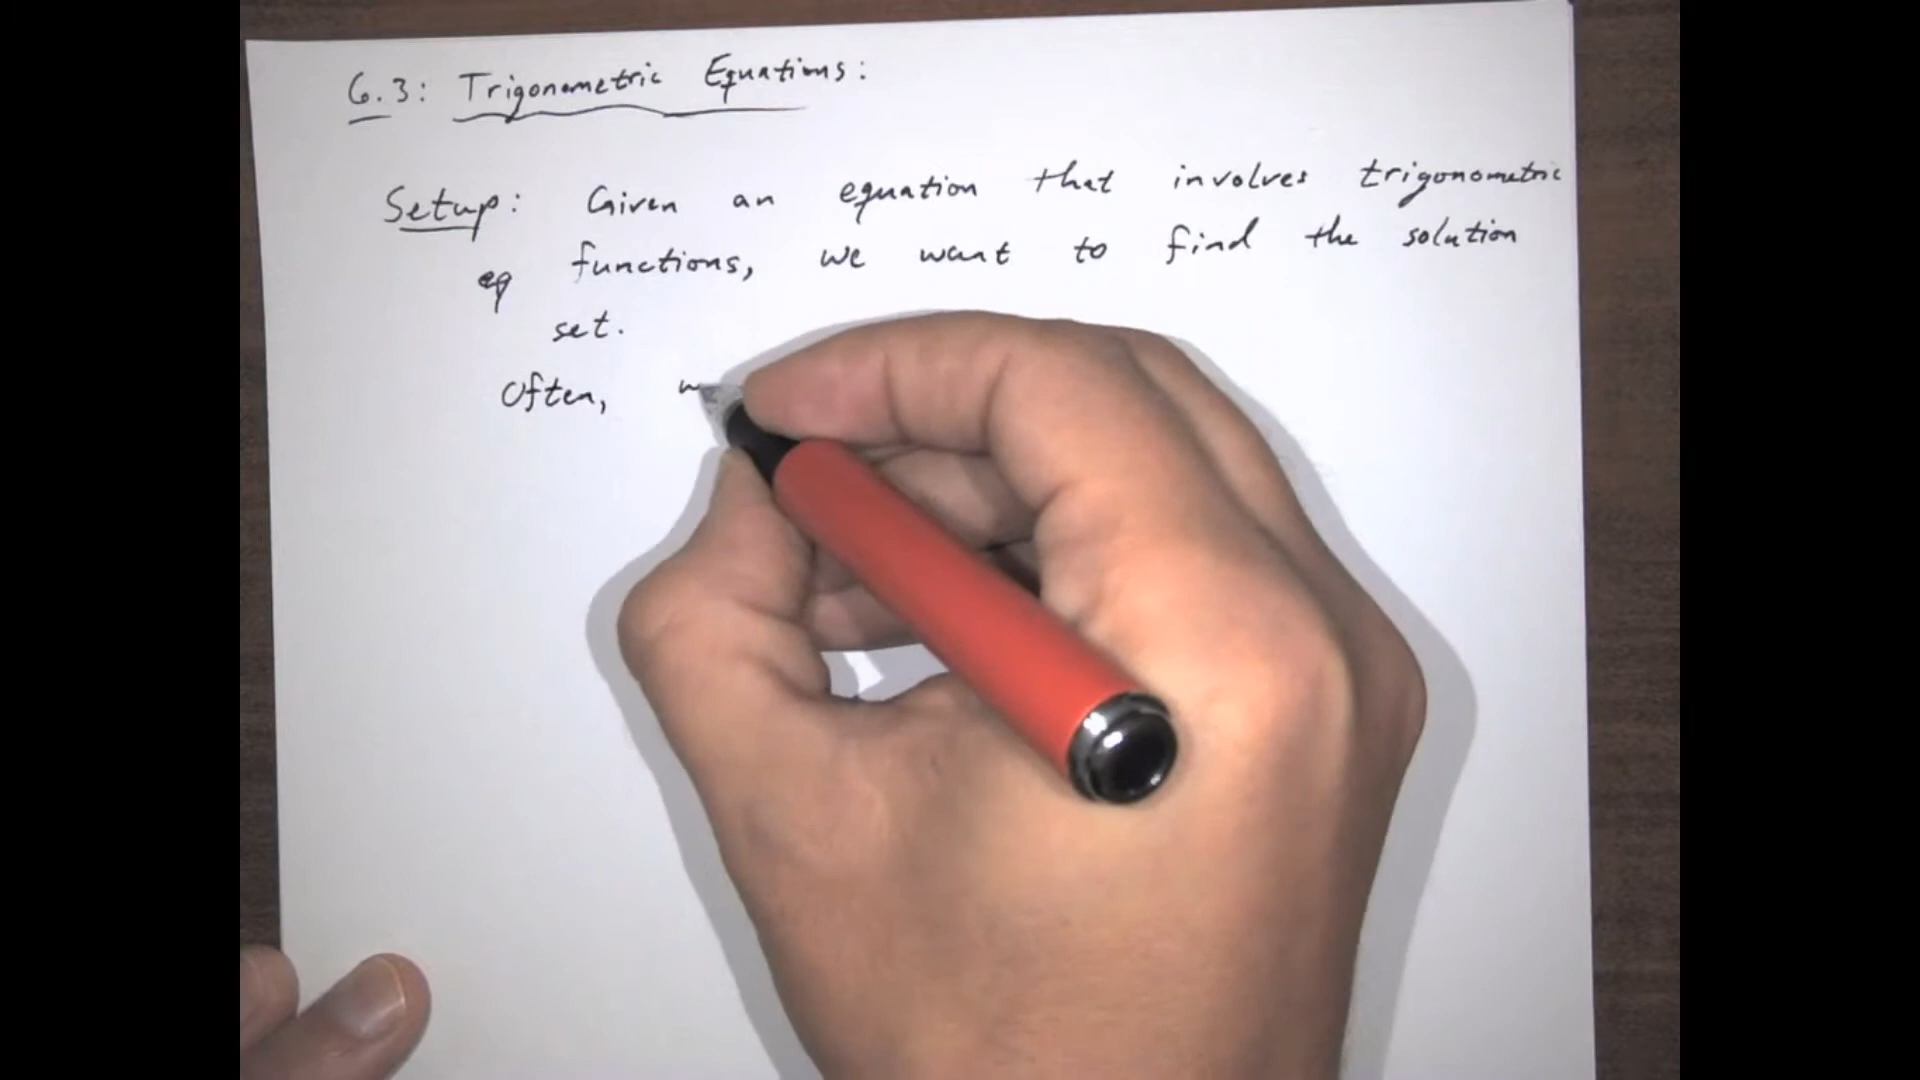 6.3: Trigonometric Equations:
Setup: Given an equation that involves trigonometric
eq functions, we want to find the solution
set.
Often,